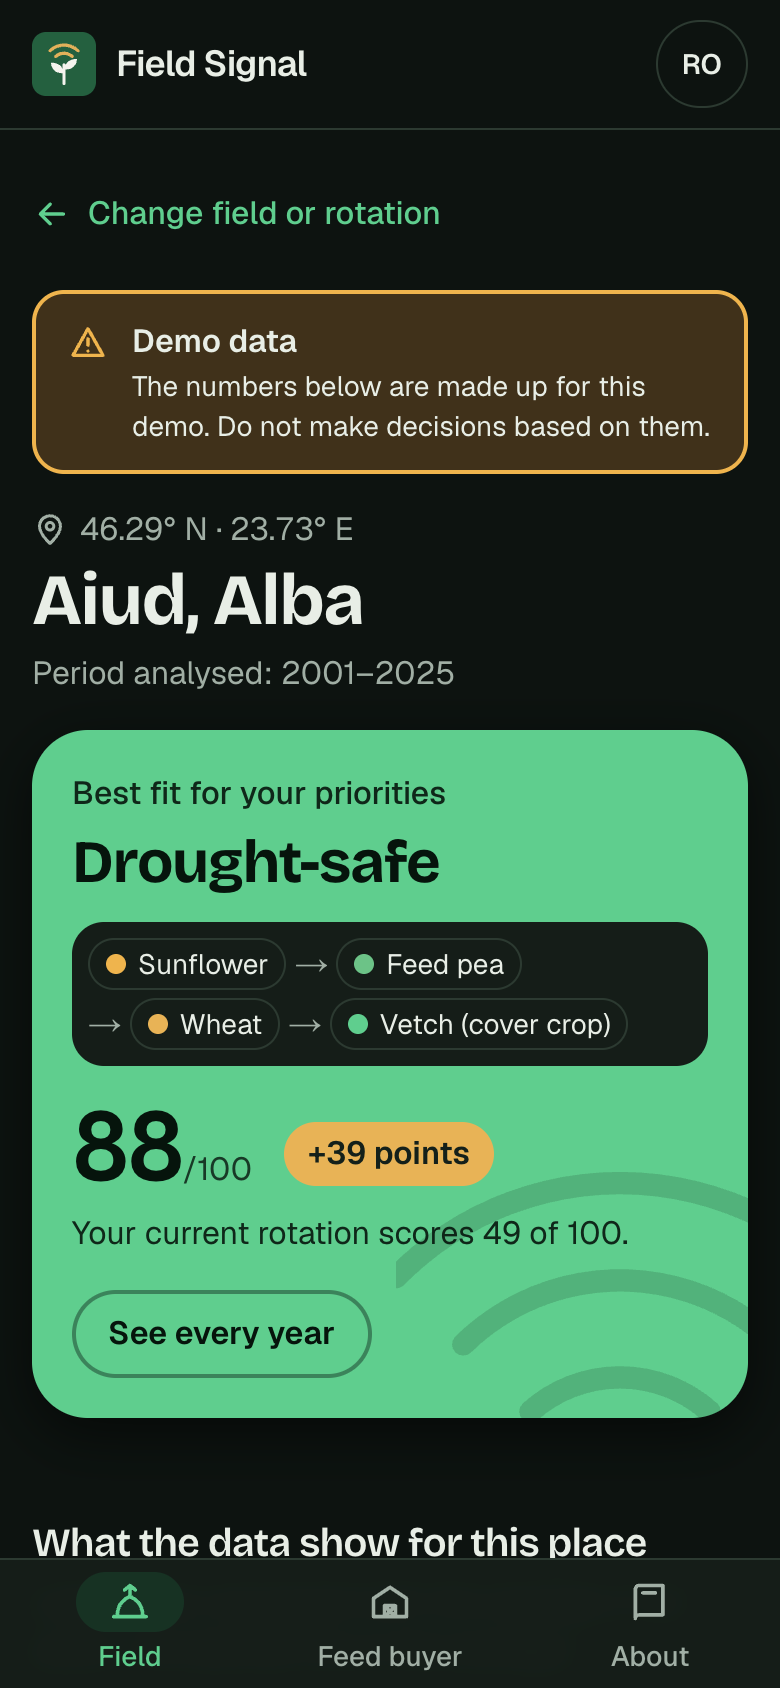 Field Signal
RO
← Change field or rotation
Demo data
The numbers below are made up for this
demo. Do not make decisions based on them.
46.29° N · 23.73° E
Aiud, Alba
Period analysed: 2001–2025
Best fit for your priorities
Drought-safe
Sunflower → Feed pea
→ Wheat → Vetch (cover crop)
88/100 +39 points
Your current rotation scores 49 of 100.
See every year
What the data show for this place
Field Feed buyer About